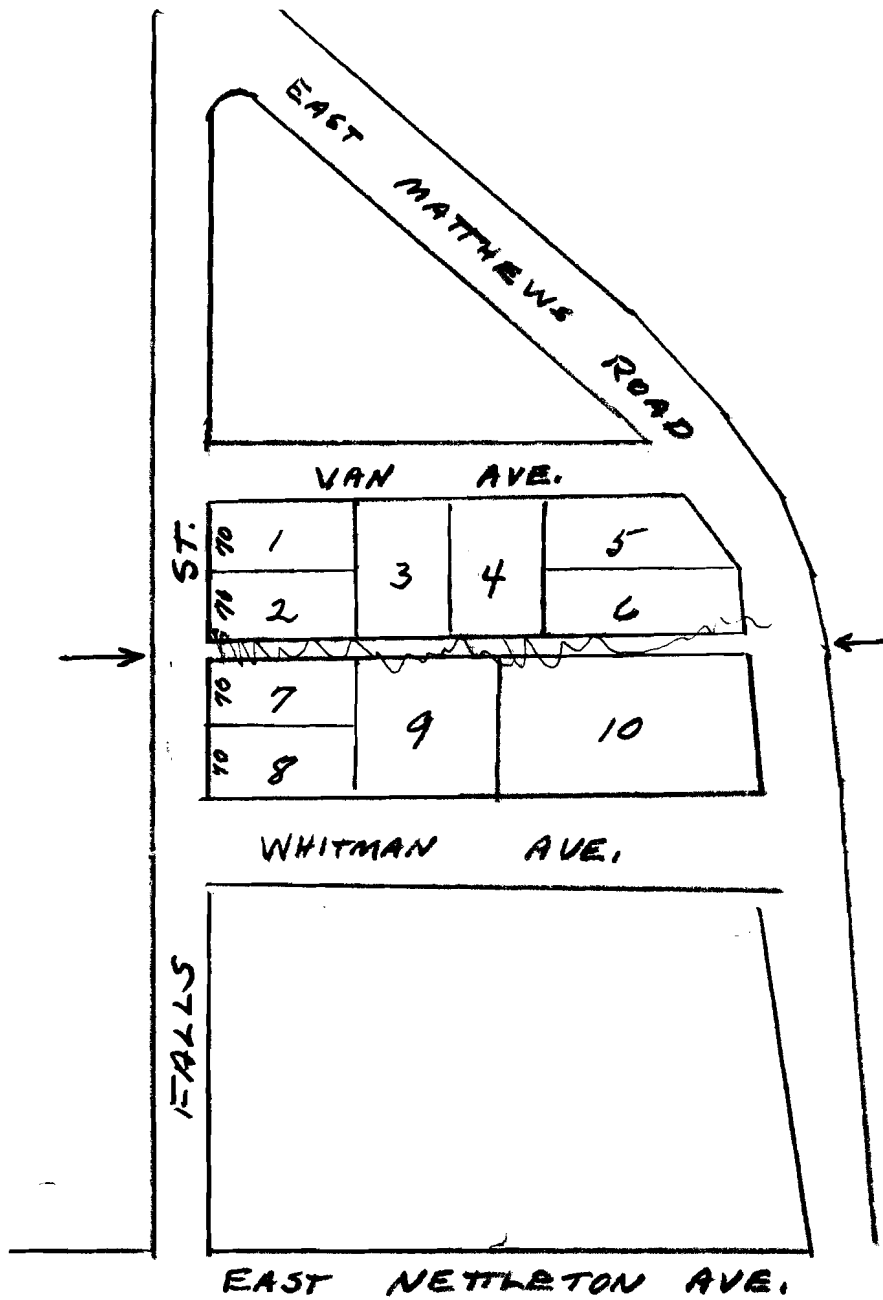 EAST MATTHEWS ROAD
VAN AVE.
ST.
70 1
3
4
5
70 2
6
70 7
9
10
70 8
WHITMAN AVE.
FALLS
EAST NETTLETON AVE.